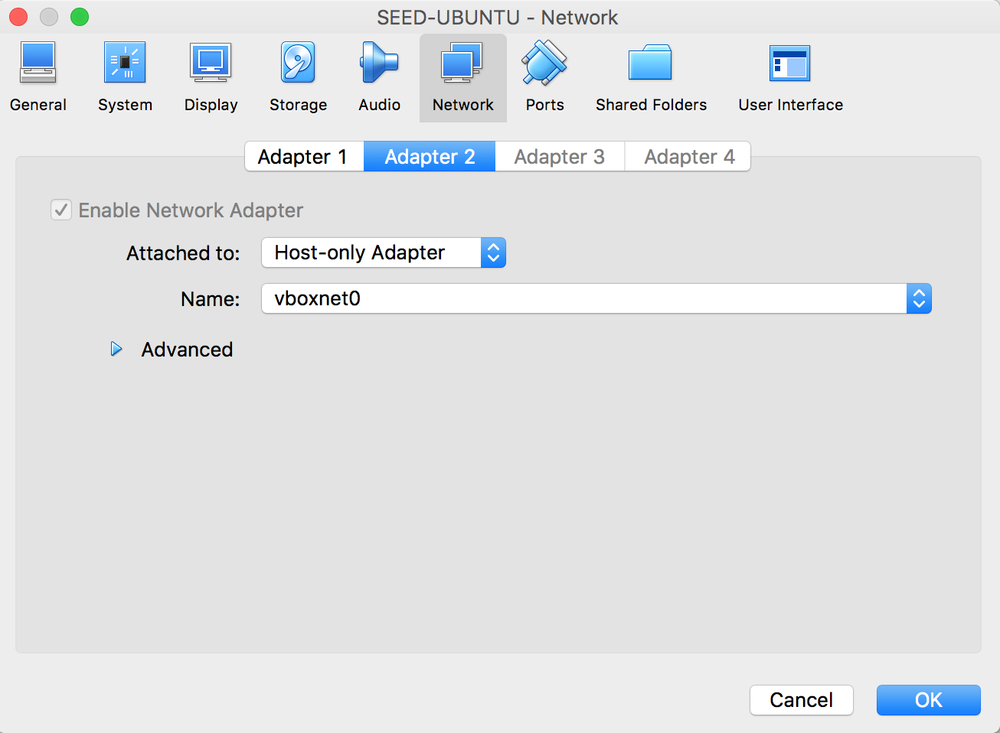 SEED-UBUNTU - Network
General System Display Storage Audio Network Ports Shared Folders User Interface
Adapter 1 Adapter 2 Adapter 3 Adapter 4
Enable Network Adapter
Attached to: Host-only Adapter
Name: vboxnet0
Advanced
Cancel OK